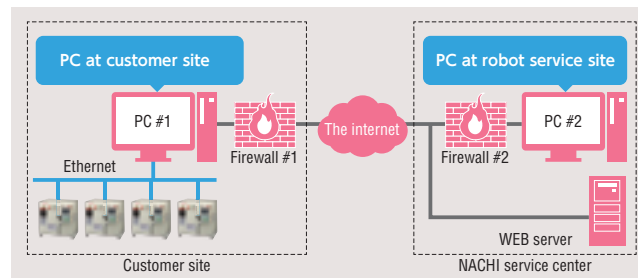 PC at customer site
PC #1
Ethernet
Firewall #1
Customer site
The internet
PC at robot service site
PC #2
Firewall #2
WEB server
NACHI service center